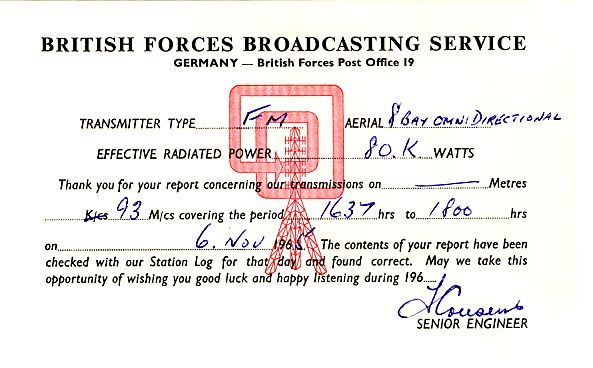 BRITISH FORCES BROADCASTING SERVICE
GERMANY — British Forces Post Office 19
TRANSMITTER TYPE FM AERIAL 8 BAY OMNIDIRECTIONAL
EFFECTIVE RADIATED POWER 80.K WATTS
Thank you for your report concerning our transmissions on ——— Metres
K/cs 93 M/cs covering the period 1637 hrs to 1800 hrs
on 6. NOV 196 The contents of your report have been
checked with our Station Log for that day and found correct. May we take this
opportunity of wishing you good luck and happy listening during 196.....
SENIOR ENGINEER